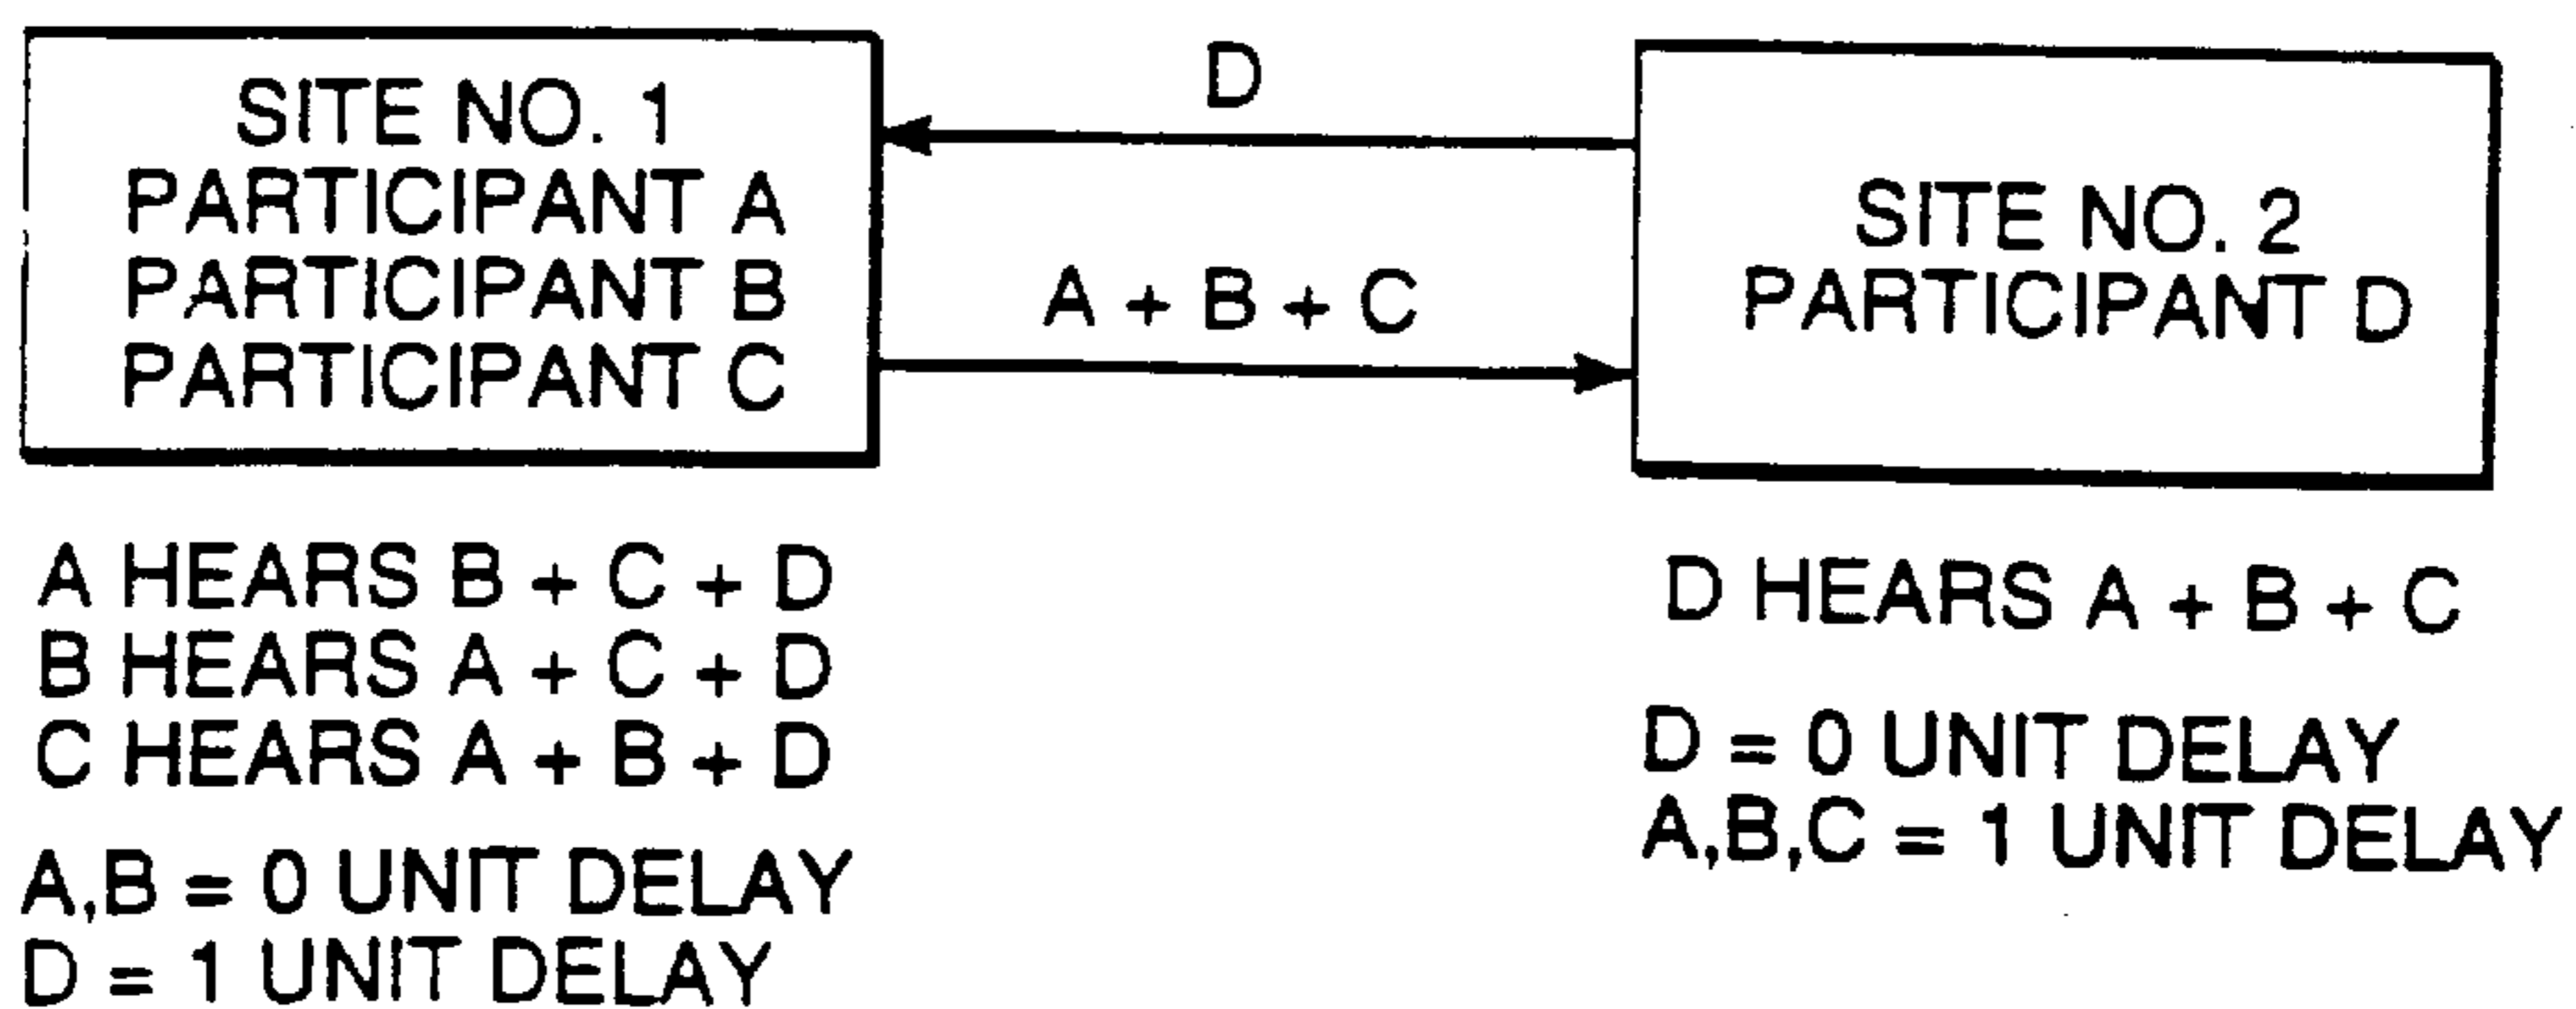 SITE NO. 1
PARTICIPANT A
PARTICIPANT B
PARTICIPANT C
D
A + B + C
SITE NO. 2
PARTICIPANT D
A HEARS B + C + D
B HEARS A + C + D
C HEARS A + B + D
A,B = 0 UNIT DELAY
D = 1 UNIT DELAY
D HEARS A + B + C
D = 0 UNIT DELAY
A,B,C = 1 UNIT DELAY